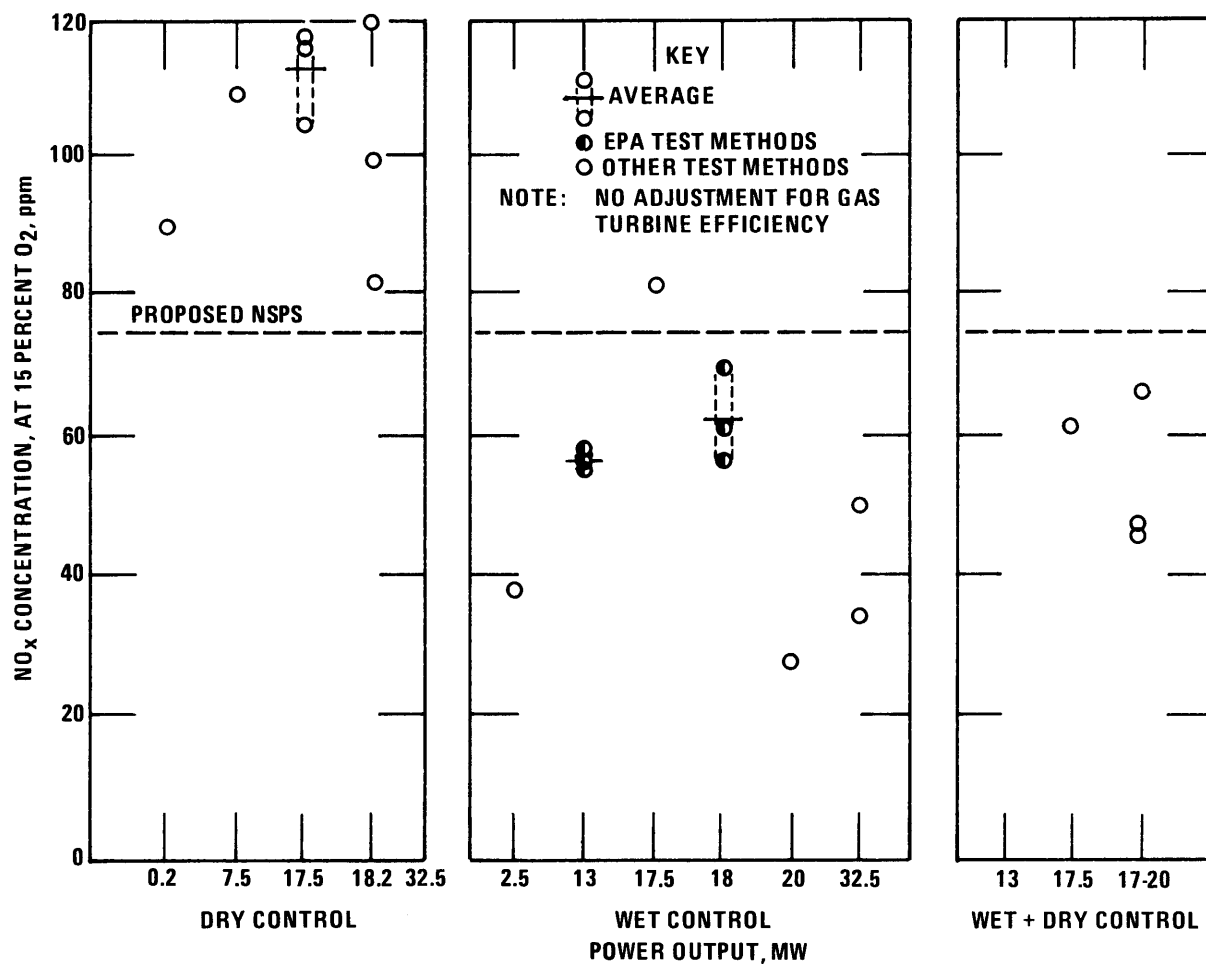 NOx CONCENTRATION, AT 15 PERCENT O2, ppm
120
100
80
60
40
20
0
PROPOSED NSPS
0.2 7.5 17.5 18.2 32.5
DRY CONTROL
KEY
AVERAGE
EPA TEST METHODS
OTHER TEST METHODS
NOTE: NO ADJUSTMENT FOR GAS
TURBINE EFFICIENCY
2.5 13 17.5 18 20 32.5
WET CONTROL
POWER OUTPUT, MW
13 17.5 17-20
WET + DRY CONTROL